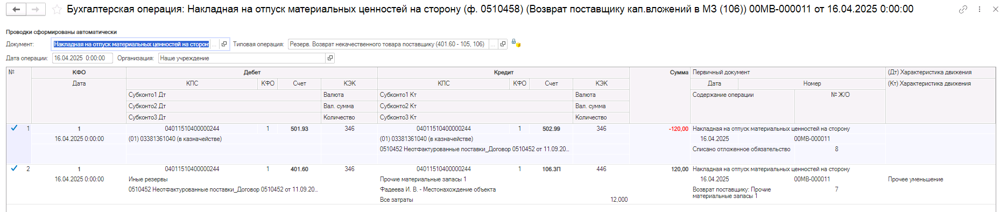 Бухгалтерская операция: Накладная на отпуск материальных ценностей на сторону (ф. 0510458) (Возврат поставщику кап.вложений в МЗ (106)) 00МВ-000011 от 16.04.2025 0:00:00
Проводки сформированы автоматически
Документ: Накладная на отпуск материальных ценностей на сторон ... Типовая операция: Резерв. Возврат некачественного товара поставщику (401.60 - 105, 106) ...
Дата операции: 16.04.2025 0:00:00 Организация: Наше учреждение
№ КФО Дебет Кредит Сумма Первичный документ (Дт) Характеристика движения
Дата КПС КФО Счет КЭК КПС КФО Счет КЭК Дата Номер (Кт) Характеристика движения
Субконто1 Дт Валюта Субконто1 Кт Валюта Содержание операции № Ж/О
Субконто2 Дт Вал. сумма Субконто2 Кт Вал. сумма
Субконто3 Дт Количество Субконто3 Кт Количество
1 1 04011510400000244 1 501.93 346 04011510400000244 1 502.99 346 -120,00 Накладная на отпуск материальных ценностей на сторону
16.04.2025 0:00:00 (01) 03381361040 (в казначействе) (01) 03381361040 (в казначействе) 16.04.2025 00МВ-000011
0510452 Неотфактурованные поставки_Договор 0510452 от 11.09.20... Списано отложенное обязательство 8
2 1 04011510400000244 1 401.60 346 04011510400000244 1 106.3П 446 120,00 Накладная на отпуск материальных ценностей на сторону
16.04.2025 0:00:00 Иные резервы Прочие материальные запасы 1 16.04.2025 00МВ-000011 Прочее уменьшение
0510452 Неотфактурованные поставки_Договор 0510452 от 11.09.20... Фадеева И. В. - Местонахождение объекта Возврат поставщику: Прочие 7
материальные запасы 1
Все затраты 12,000